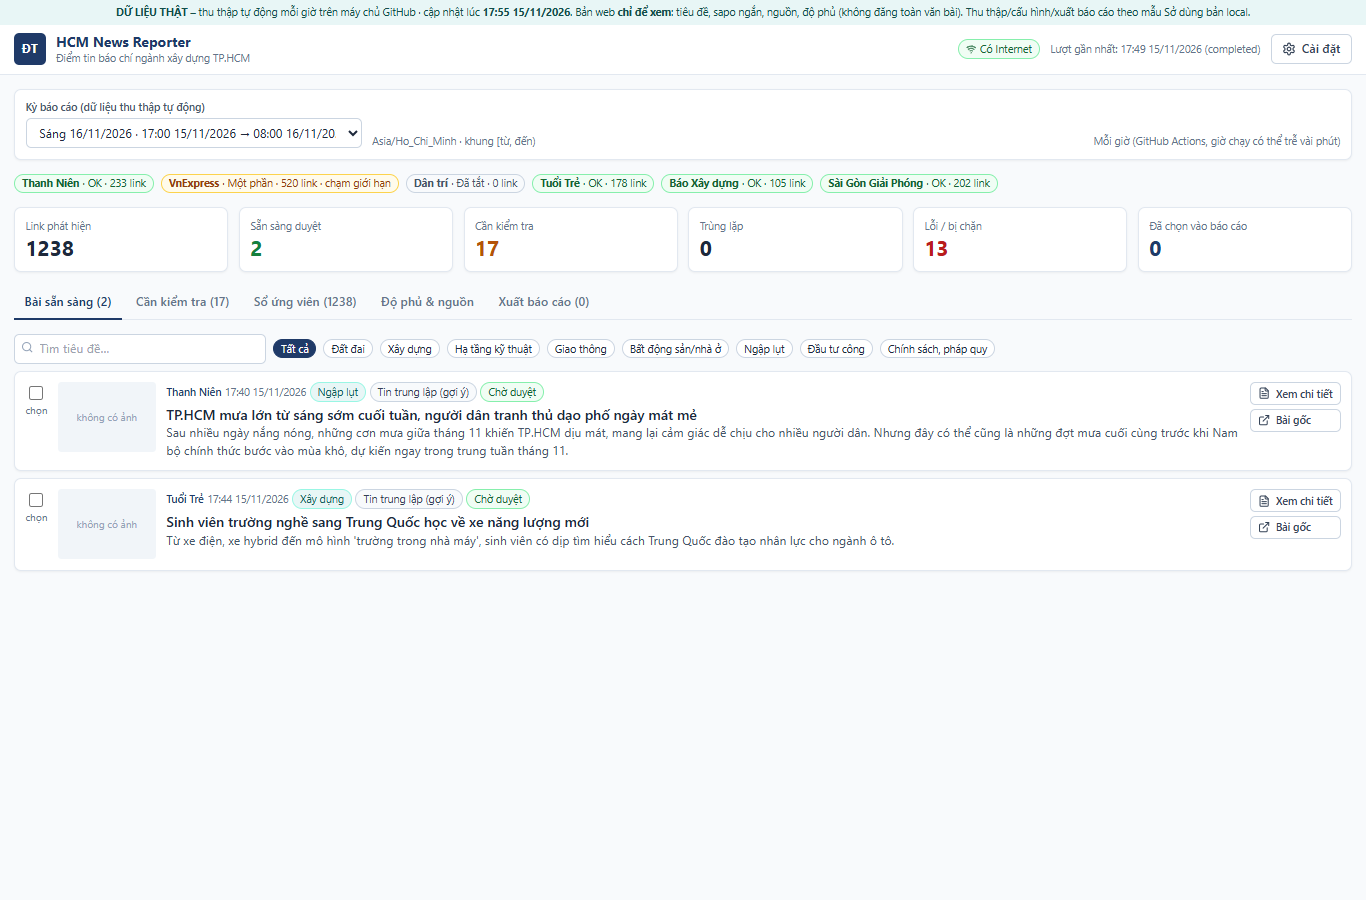 DỮ LIỆU THẬT – thu thập tự động mỗi giờ trên máy chủ GitHub · cập nhật lúc 17:55 15/11/2026. Bản web chỉ để xem: tiêu đề, sapo ngắn, nguồn, độ phủ (không đăng toàn văn bài). Thu thập/cấu hình/xuất báo cáo theo mẫu Sở dùng bản local.
ĐT
HCM News Reporter
Điểm tin báo chí ngành xây dựng TP.HCM
Có Internet
Lượt gần nhất: 17:49 15/11/2026 (completed)
Cài đặt
Kỳ báo cáo (dữ liệu thu thập tự động)
Sáng 16/11/2026 · 17:00 15/11/2026 → 08:00 16/11/20
Asia/Ho_Chi_Minh · khung [từ, đến)
Mỗi giờ (GitHub Actions, giờ chạy có thể trễ vài phút)
Thanh Niên · OK · 233 link
VnExpress · Một phần · 520 link · chạm giới hạn
Dân trí · Đã tắt · 0 link
Tuổi Trẻ · OK · 178 link
Báo Xây dựng · OK · 105 link
Sài Gòn Giải Phóng · OK · 202 link
Link phát hiện
1238
Sẵn sàng duyệt
2
Cần kiểm tra
17
Trùng lặp
0
Lỗi / bị chặn
13
Đã chọn vào báo cáo
0
Bài sẵn sàng (2)
Cần kiểm tra (17)
Sổ ứng viên (1238)
Độ phủ & nguồn
Xuất báo cáo (0)
Tìm tiêu đề...
Tất cả
Đất đai
Xây dựng
Hạ tầng kỹ thuật
Giao thông
Bất động sản/nhà ở
Ngập lụt
Đầu tư công
Chính sách, pháp quy
chọn
không có ảnh
Thanh Niên 17:40 15/11/2026 Ngập lụt Tin trung lập (gợi ý) Chờ duyệt
TP.HCM mưa lớn từ sáng sớm cuối tuần, người dân tranh thủ dạo phố ngày mát mẻ
Sau nhiều ngày nắng nóng, những cơn mưa giữa tháng 11 khiến TP.HCM dịu mát, mang lại cảm giác dễ chịu cho nhiều người dân. Nhưng đây có thể cũng là những đợt mưa cuối cùng trước khi Nam
bộ chính thức bước vào mùa khô, dự kiến ngay trong trung tuần tháng 11.
Xem chi tiết
Bài gốc
chọn
không có ảnh
Tuổi Trẻ 17:44 15/11/2026 Xây dựng Tin trung lập (gợi ý) Chờ duyệt
Sinh viên trường nghề sang Trung Quốc học về xe năng lượng mới
Từ xe điện, xe hybrid đến mô hình 'trường trong nhà máy', sinh viên có dịp tìm hiểu cách Trung Quốc đào tạo nhân lực cho ngành ô tô.
Xem chi tiết
Bài gốc